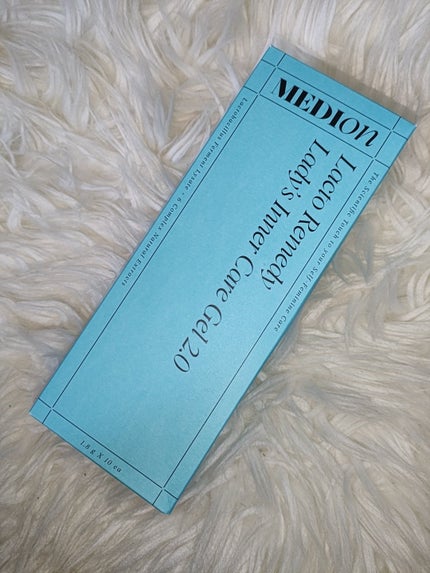 MEDION
The Scientific Touch to your Self-Feminine Care
Lacto Remedy
Lady's Inner Care Gel 2.0
Lactobacillus Ferment Lysate + 6 Complex Natural Extracts
1.8 g X 10 ea